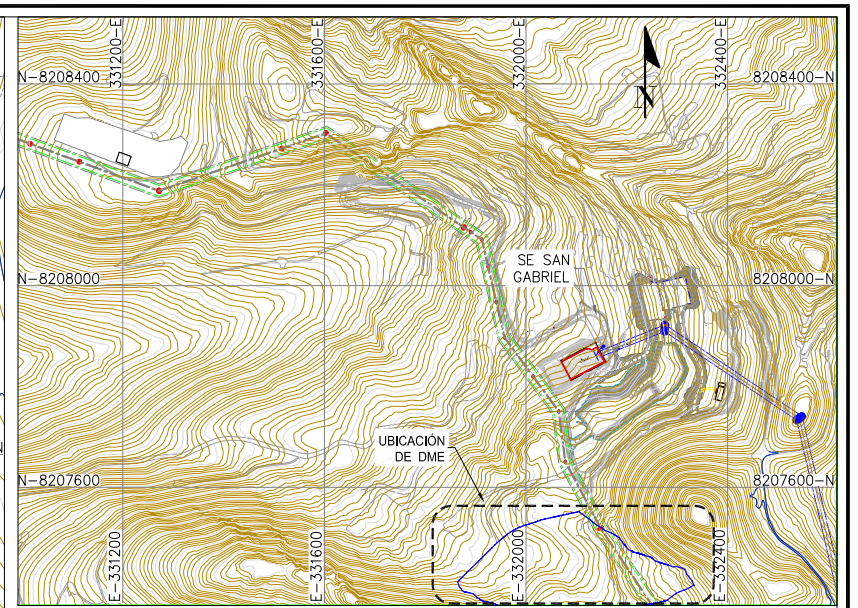 331200-E
331600-E
332000-E
332400-E
N-8208400
8208400-N
N
SE SAN
GABRIEL
N-8208000
8208000-N
UBICACIÓN
DE DME
N-8207600
8207600-N
E-331200
E-331600
E-332000
E-332400